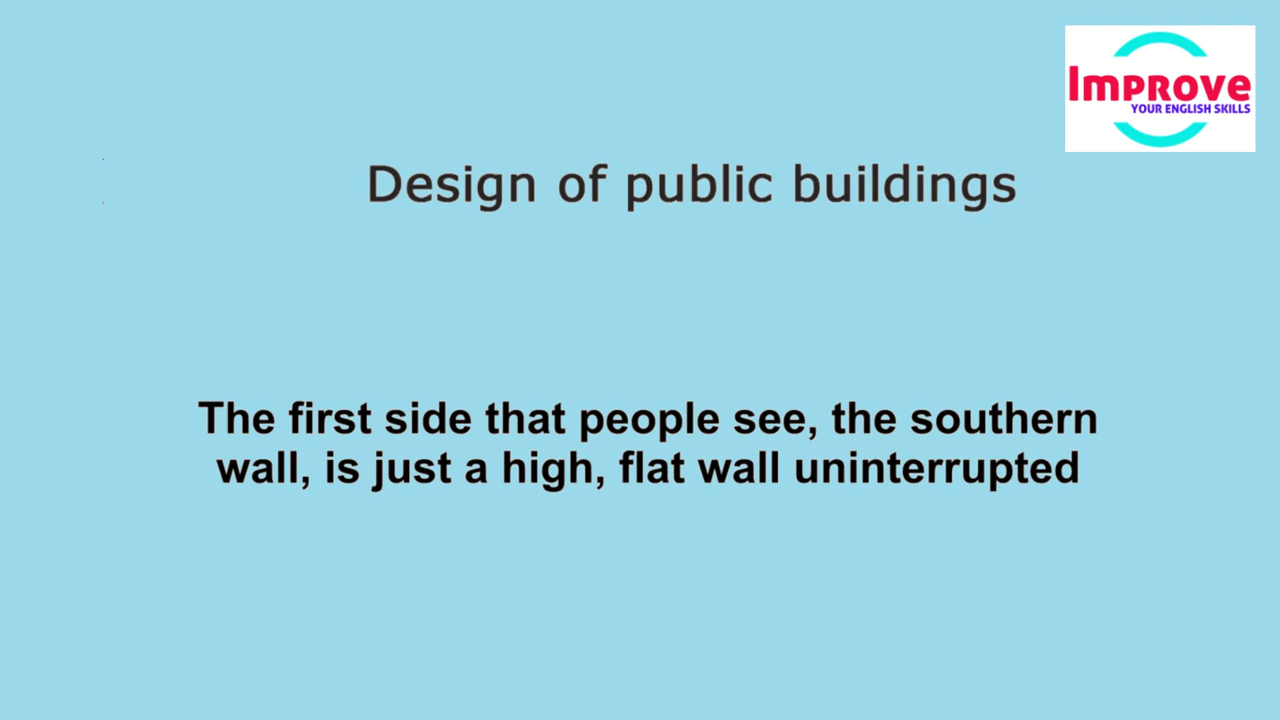 Improve
YOUR ENGLISH SKILLS
Design of public buildings
The first side that people see, the southern
wall, is just a high, flat wall uninterrupted